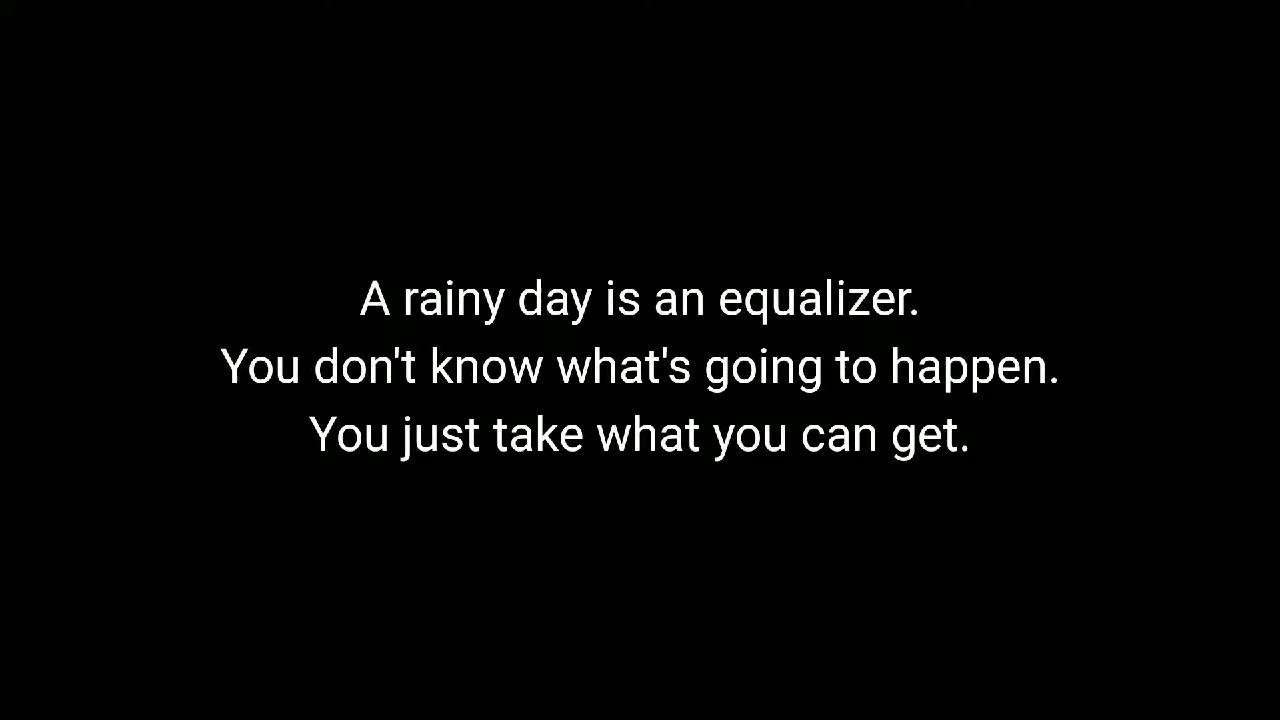 A rainy day is an equalizer.
You don't know what's going to happen.
You just take what you can get.